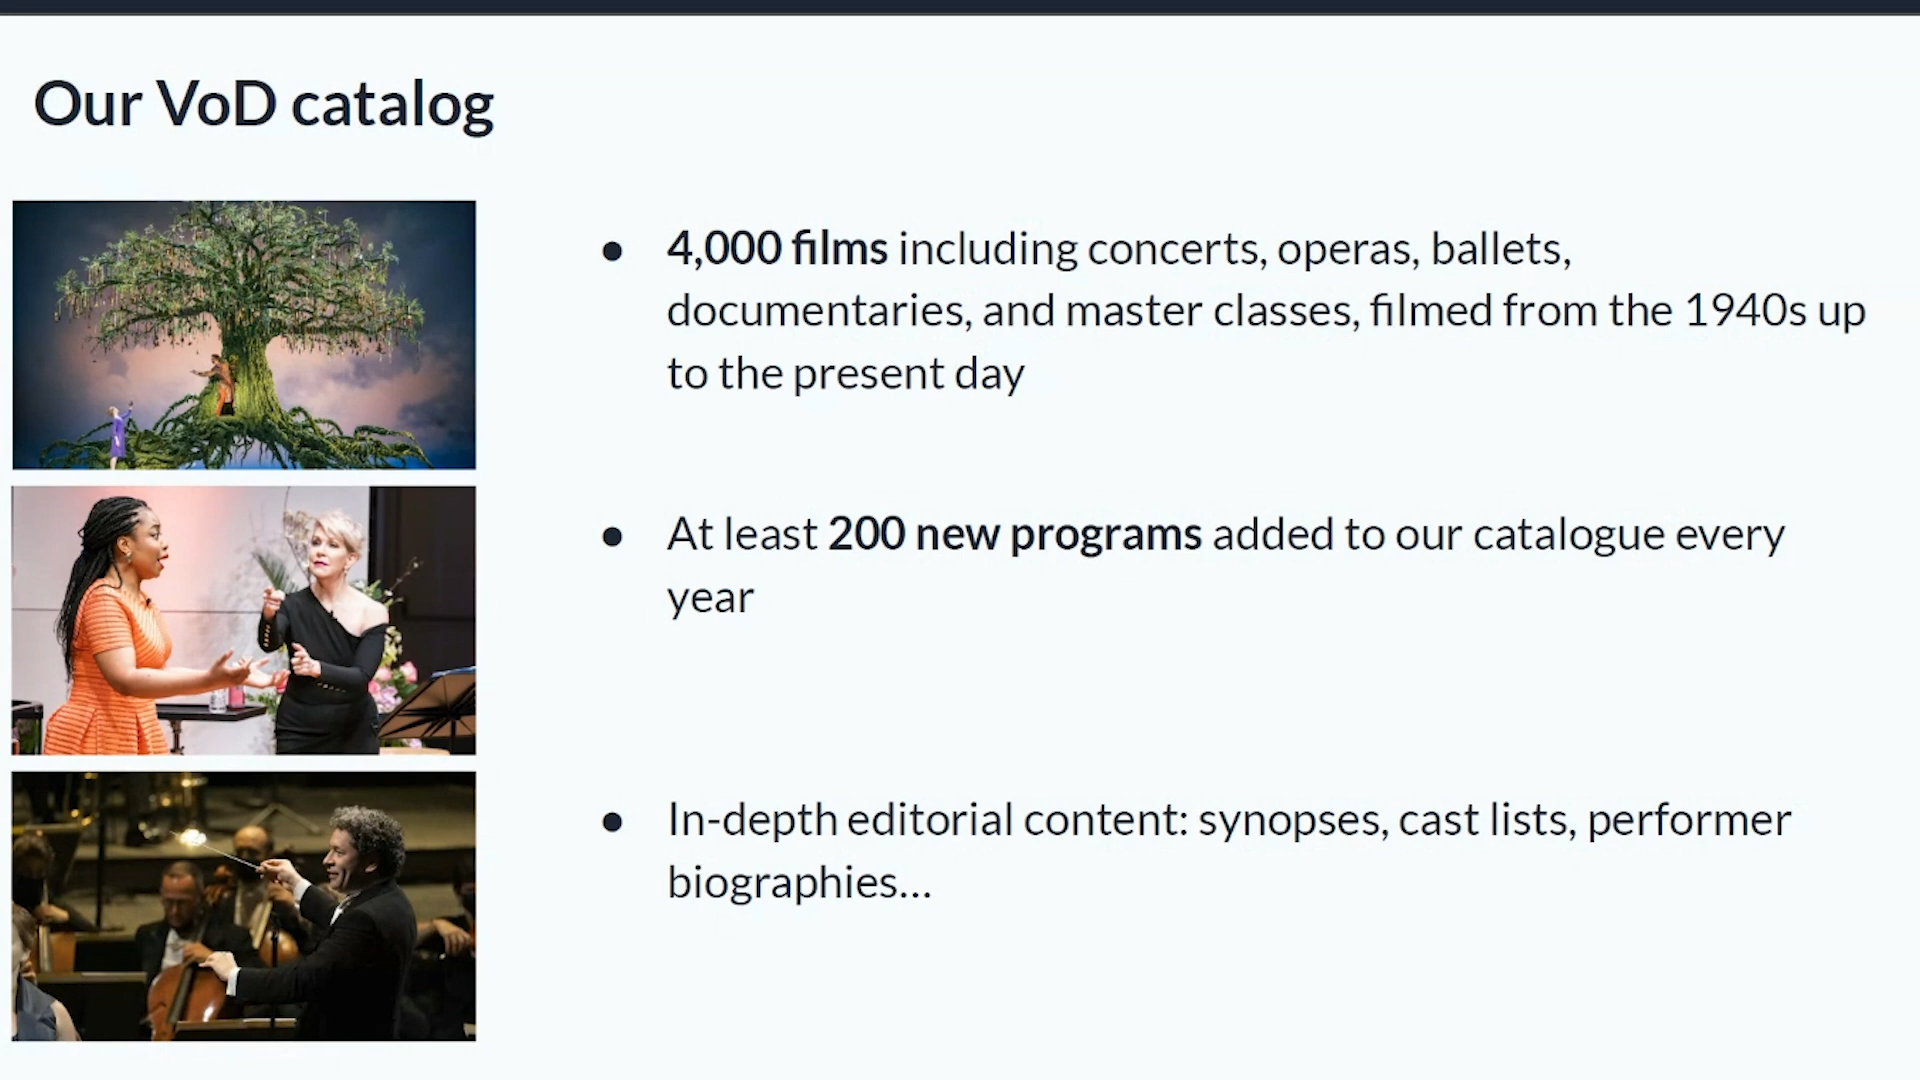 Our VoD catalog
● 4,000 films including concerts, operas, ballets,
documentaries, and master classes, filmed from the 1940s up
to the present day
● At least 200 new programs added to our catalogue every
year
● In-depth editorial content: synopses, cast lists, performer
biographies...